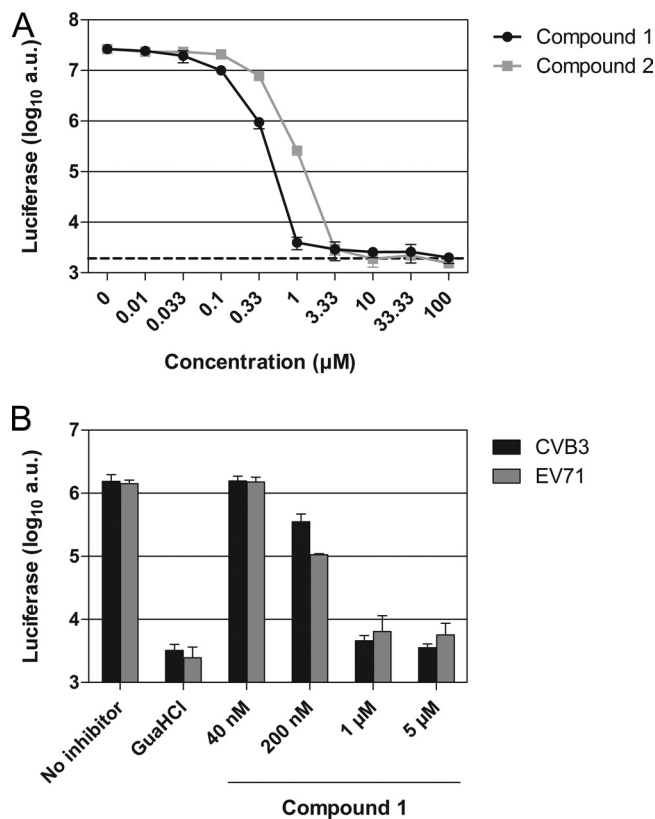 A
Luciferase (log10 a.u.)
8
7
6
5
4
3
0
0.01
0.033
0.1
0.33
1
3.33
10
33.33
100
Concentration (µM)
Compound 1
Compound 2
B
Luciferase (log10 a.u.)
7
6
5
4
3
No inhibitor
GuaHCl
40 nM
200 nM
1 µM
5 µM
Compound 1
CVB3
EV71